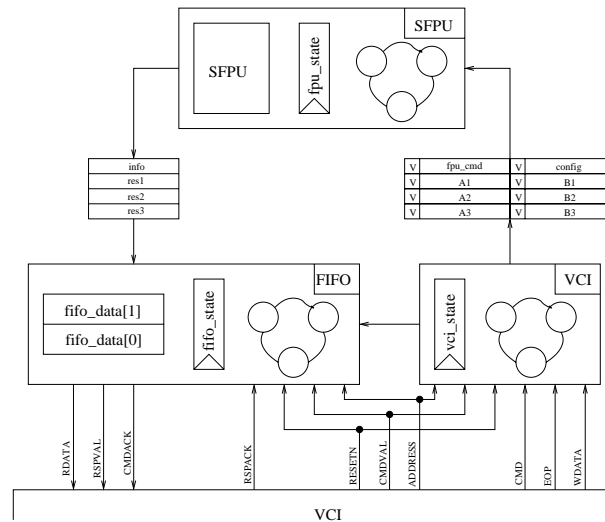 SFPU
SFPU
fpu_state
info
res1
res2
res3
V fpu_cmd V config
V A1 V B1
V A2 V B2
V A3 V B3
FIFO
VCI
fifo_data[1]
fifo_data[0]
fifo_state
vci_state
RDATA
RSPVAL
CMDACK
RSPACK
RESETN
CMDVAL
ADDRESS
CMD
EOP
WDATA
VCI